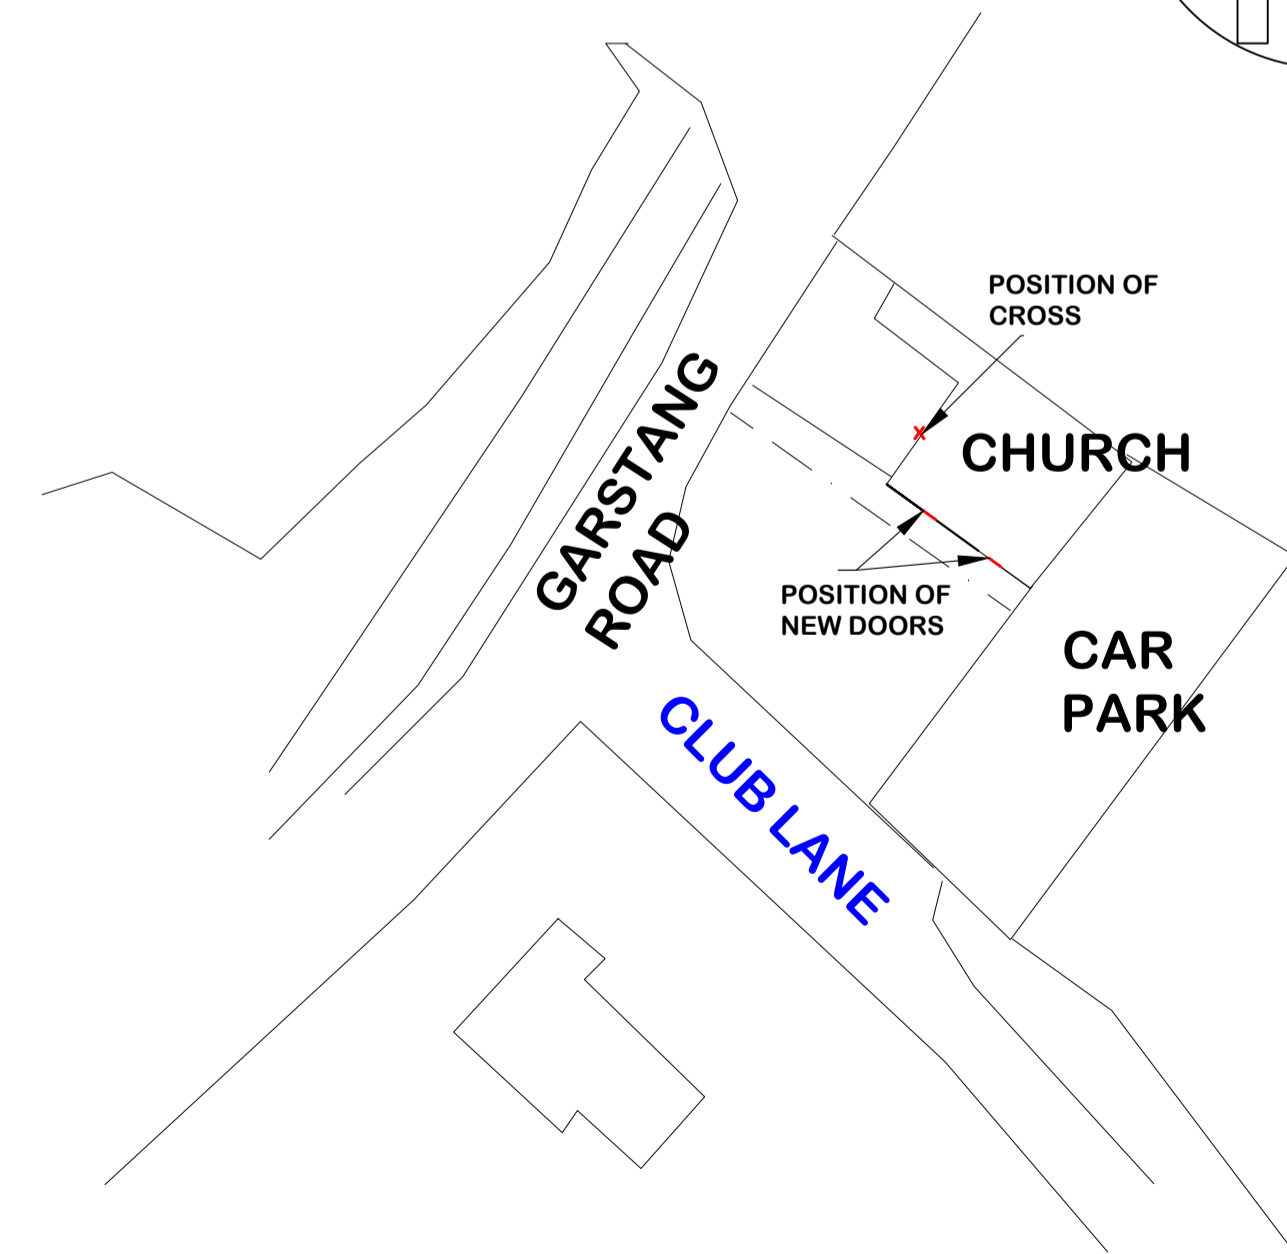 POSITION OF
CROSS
CHURCH
GARSTANG
ROAD
POSITION OF
NEW DOORS
CAR
PARK
CLUB LANE